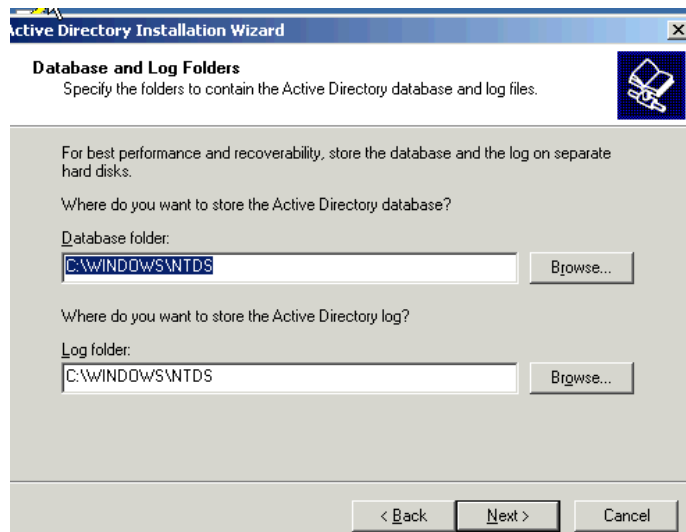 Active Directory Installation Wizard
Database and Log Folders
Specify the folders to contain the Active Directory database and log files.
For best performance and recoverability, store the database and the log on separate
hard disks.
Where do you want to store the Active Directory database?
Database folder:
C:\WINDOWS\NTDS
Browse...
Where do you want to store the Active Directory log?
Log folder:
C:\WINDOWS\NTDS
Browse...
< Back
Next >
Cancel